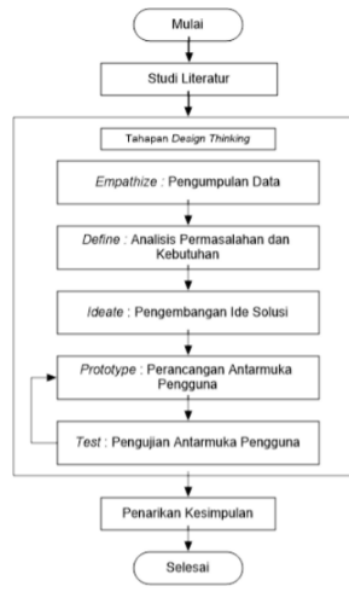 Mulai
Studi Literatur
Tahapan Design Thinking
Empathize : Pengumpulan Data
Define : Analisis Permasalahan dan
Kebutuhan
Ideate : Pengembangan Ide Solusi
Prototype : Perancangan Antarmuka
Pengguna
Test : Pengujian Antarmuka Pengguna
Penarikan Kesimpulan
Selesai